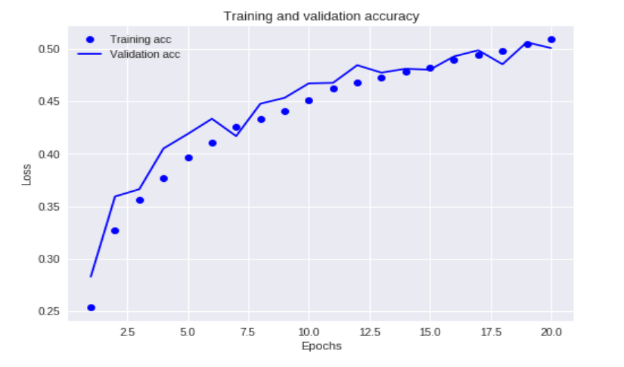 Training and validation accuracy
Training acc
Validation acc
0.50
0.45
0.40
0.35
0.30
0.25
Loss
2.5 5.0 7.5 10.0 12.5 15.0 17.5 20.0
Epochs